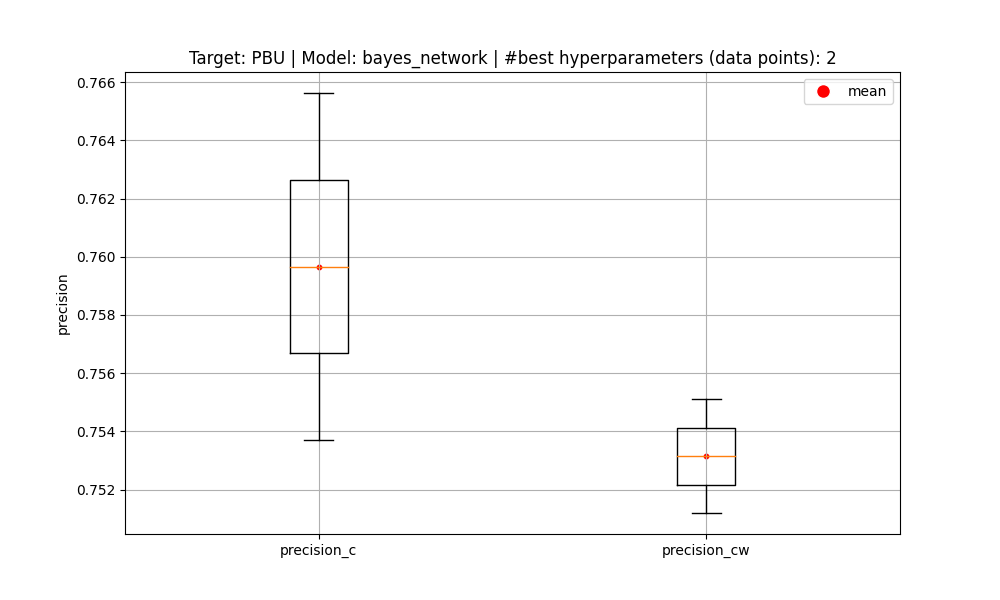 Target: PBU | Model: bayes_network | #best hyperparameters (data points): 2
mean
0.766
0.764
0.762
0.760
0.758
0.756
0.754
0.752
precision
precision_c
precision_cw